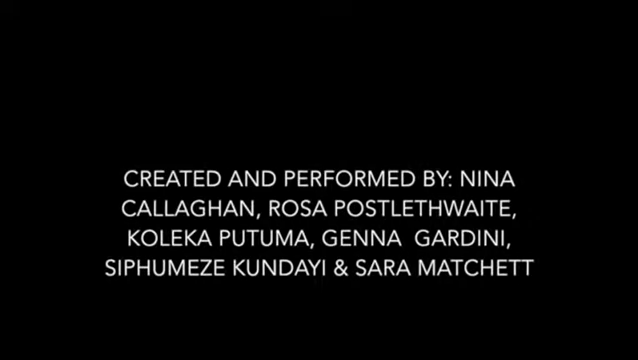 CREATED AND PERFORMED BY: NINA
CALLAGHAN, ROSA POSTLETHWAITE,
KOLEKA PUTUMA, GENNA GARDINI,
SIPHUMEZE KUNDAYI & SARA MATCHETT